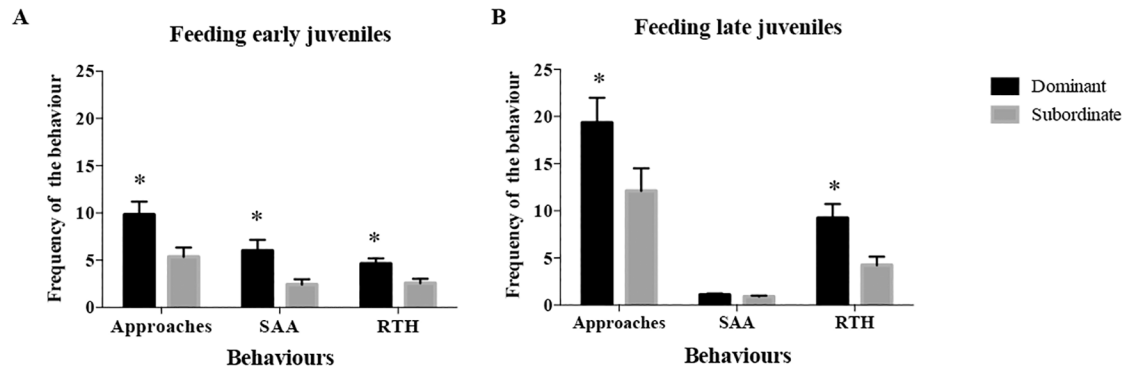 A
Feeding early juveniles
Frequency of the behaviour
25
20
15
10
5
0
*
*
*
Approaches SAA RTH
Behaviours
B
Feeding late juveniles
Frequency of the behaviour
25
20
15
10
5
0
*
*
Approaches SAA RTH
Behaviours
Dominant
Subordinate